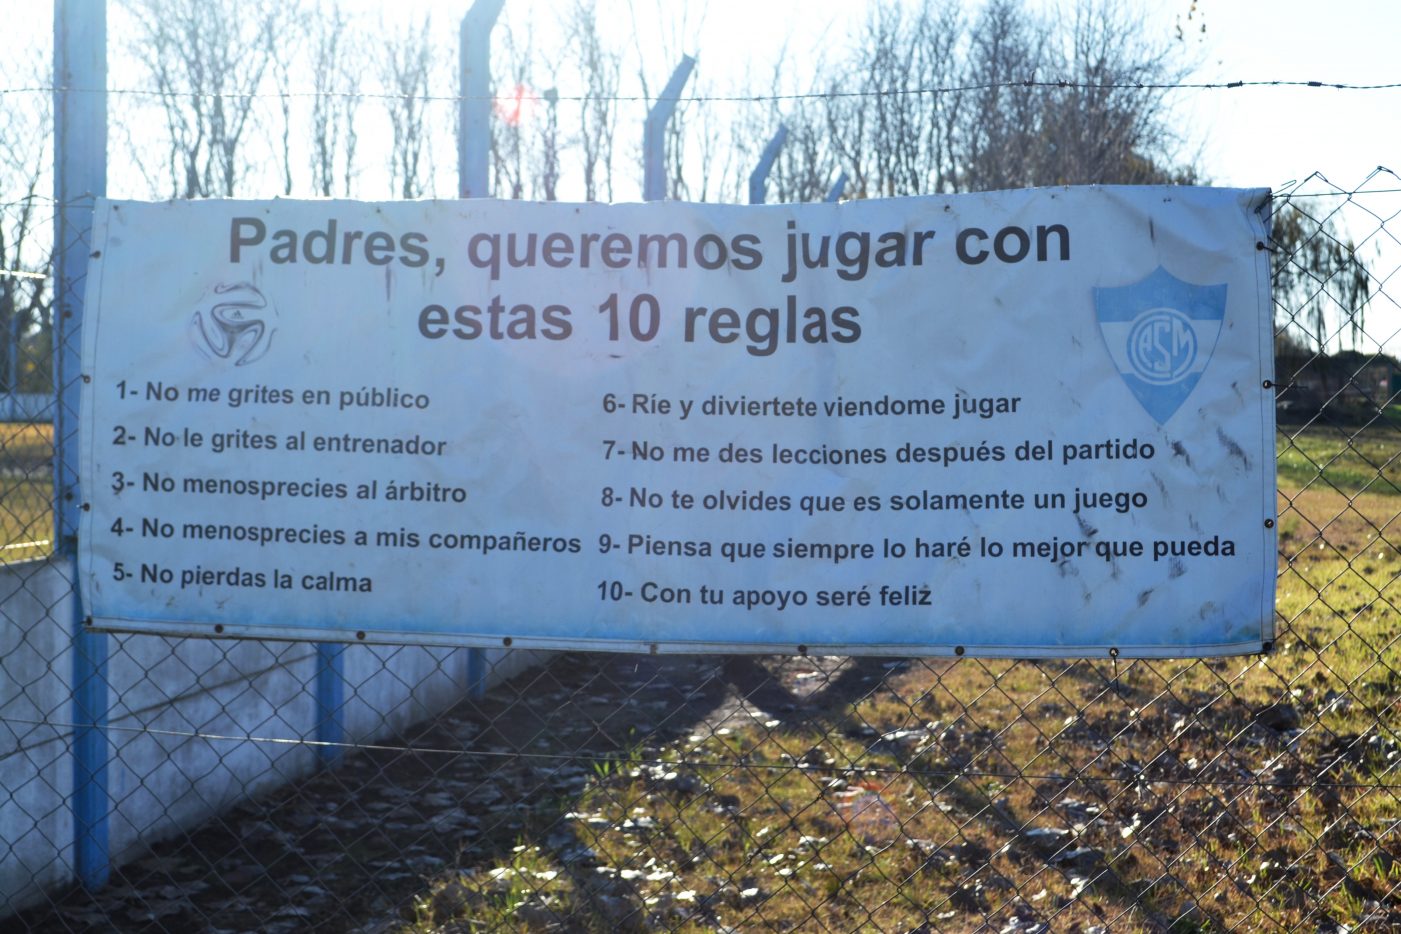 Padres, queremos jugar con
estas 10 reglas
1- No me grites en público
2- No le grites al entrenador
3- No menosprecies al árbitro
4- No menosprecies a mis compañeros
5- No pierdas la calma
6- Ríe y diviertete viendome jugar
7- No me des lecciones después del partido
8- No te olvides que es solamente un juego
9- Piensa que siempre lo haré lo mejor que pueda
10- Con tu apoyo seré feliz